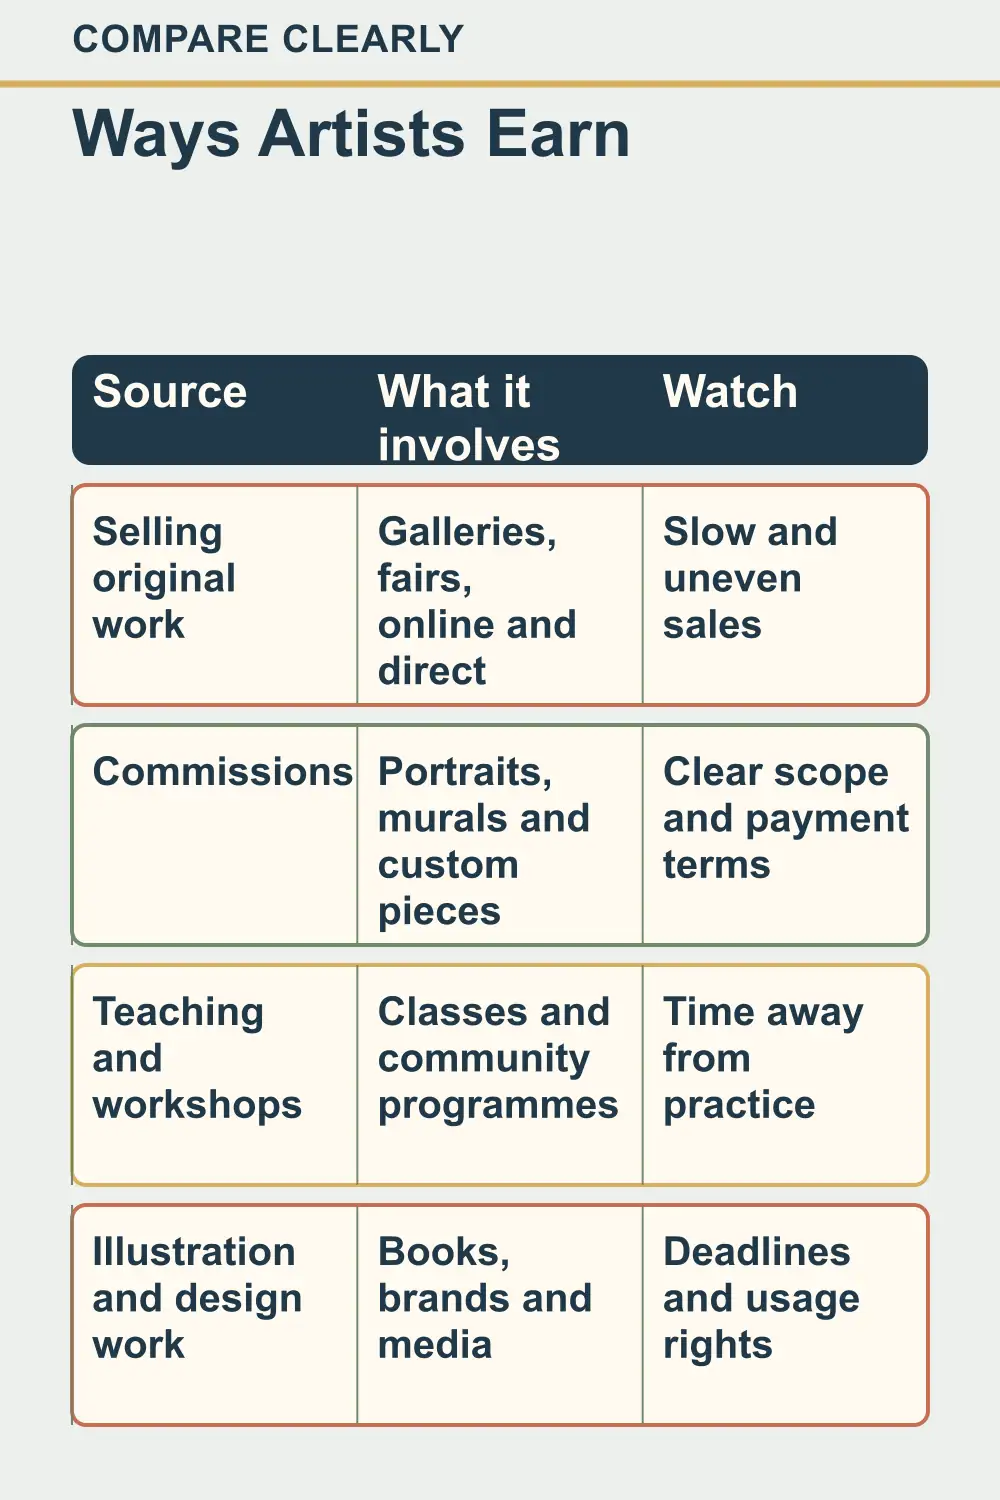 COMPARE CLEARLY
Ways Artists Earn
Source
What it
involves
Watch
Selling
original
work
Galleries,
fairs,
online and
direct
Slow and
uneven
sales
Commissions
Portraits,
murals and
custom
pieces
Clear scope
and payment
terms
Teaching
and
workshops
Classes and
community
programmes
Time away
from
practice
Illustration
and design
work
Books,
brands and
media
Deadlines
and usage
rights